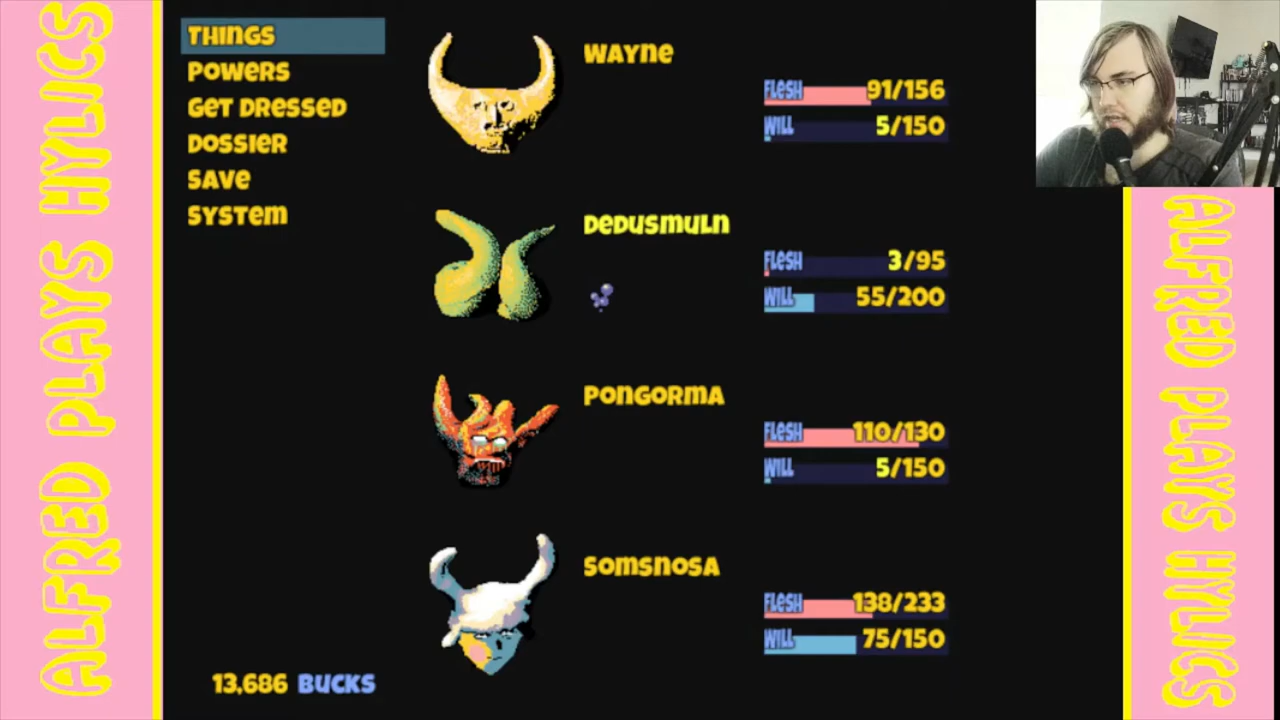 ALFRED PLAYS HYLICS
THINGS
POWERS
GET DRESSED
DOSSIER
SAVE
SYSTEM
WAYNE
FLESH 91/156
WILL 5/150
DEDUSMULN
FLESH 3/95
WILL 55/200
PONGORMA
FLESH 110/130
WILL 5/150
SOMSNOSA
FLESH 138/233
WILL 75/150
13,686 BUCKS
ALFRED PLAYS HYLICS